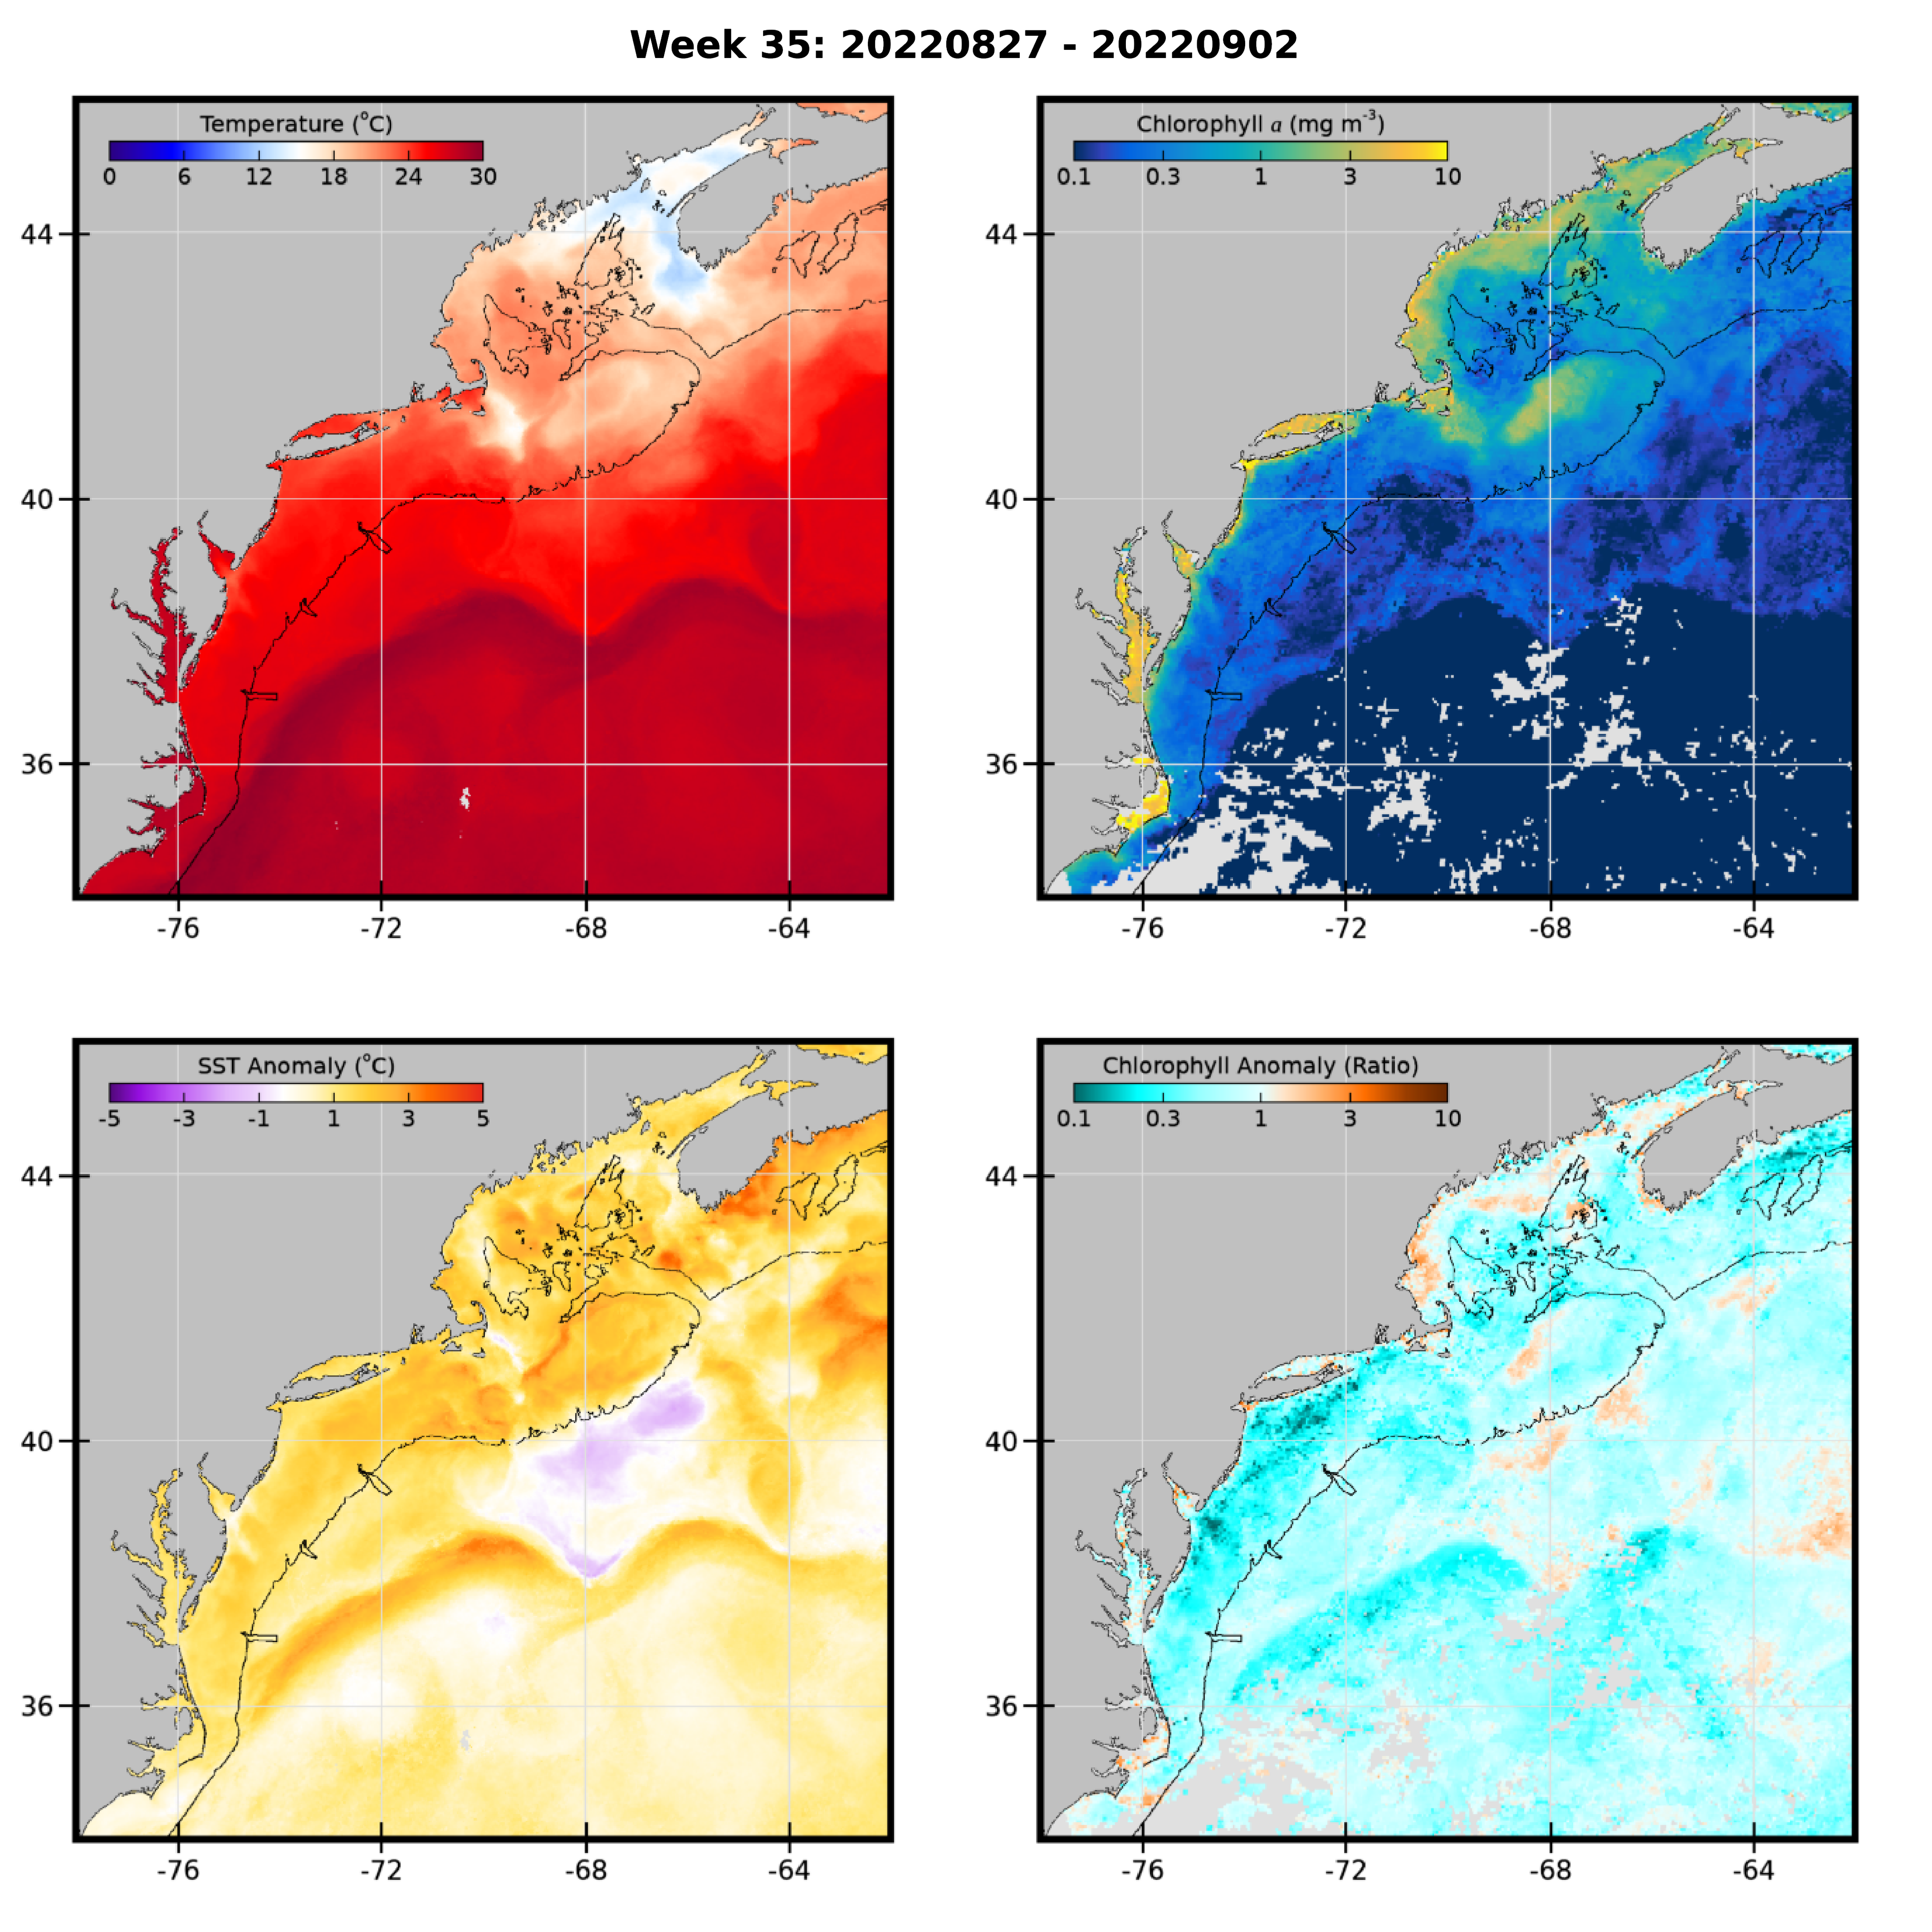 Week 35: 20220827 - 20220902
Temperature (°C)
0 6 12 18 24 30
44
40
36
-76 -72 -68 -64
Chlorophyll a (mg m⁻³)
0.1 0.3 1 3 10
44
40
36
-76 -72 -68 -64
SST Anomaly (°C)
-5 -3 -1 1 3 5
44
40
36
-76 -72 -68 -64
Chlorophyll Anomaly (Ratio)
0.1 0.3 1 3 10
44
40
36
-76 -72 -68 -64